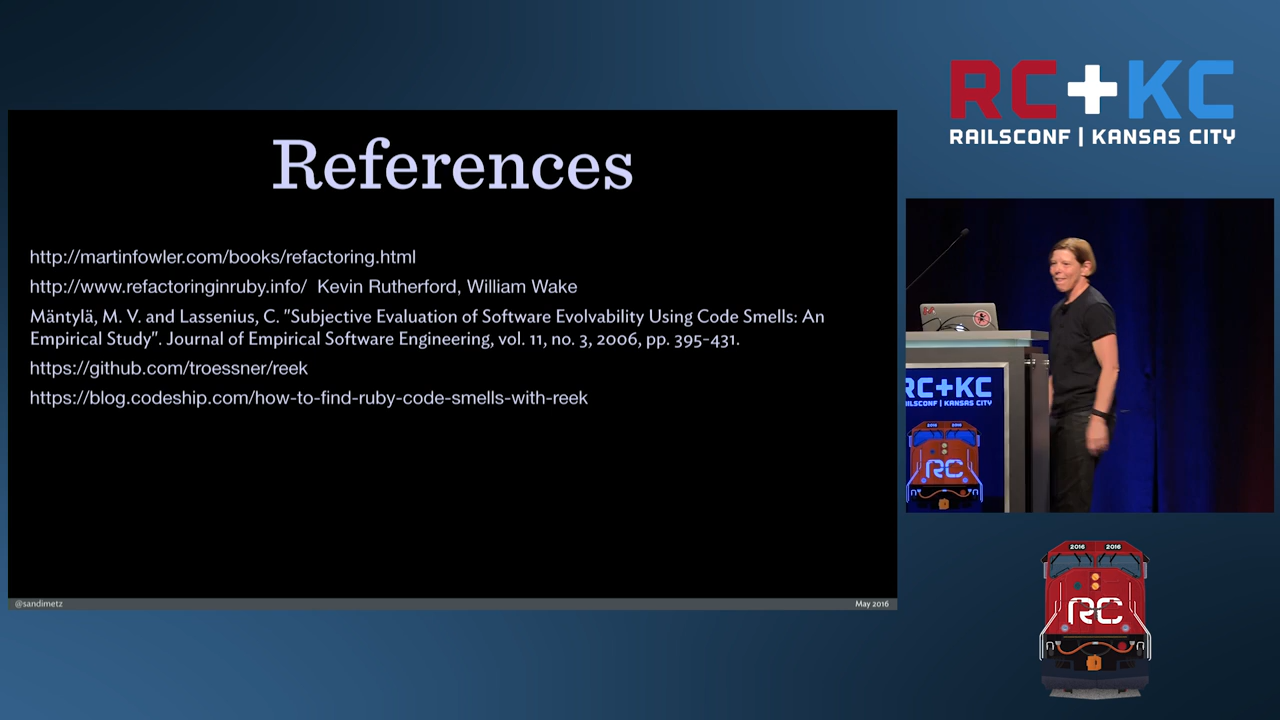 References
http://martinfowler.com/books/refactoring.html
http://www.refactoringinruby.info/ Kevin Rutherford, William Wake
Mäntylä, M. V. and Lassenius, C. "Subjective Evaluation of Software Evolvability Using Code Smells: An
Empirical Study". Journal of Empirical Software Engineering, vol. 11, no. 3, 2006, pp. 395-431.
https://github.com/troessner/reek
https://blog.codeship.com/how-to-find-ruby-code-smells-with-reek
@sandimetz
May 2016
RC+KC
RAILSCONF | KANSAS CITY
RC+KC
RAILSCONF | KANSAS CITY
2016 2016
RC
2016 2016
RC